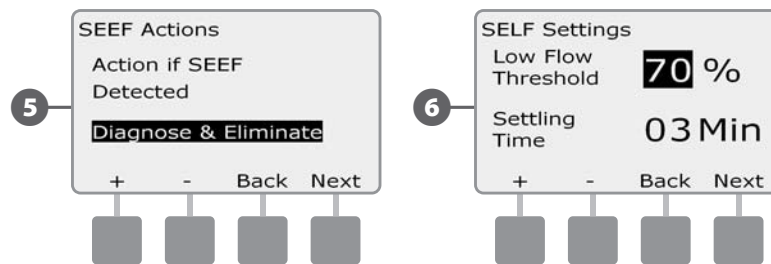 5
SEEF Actions
Action if SEEF
Detected
Diagnose & Eliminate
+ - Back Next
6
SELF Settings
Low Flow
Threshold 70 %
Settling
Time 03 Min
+ - Back Next